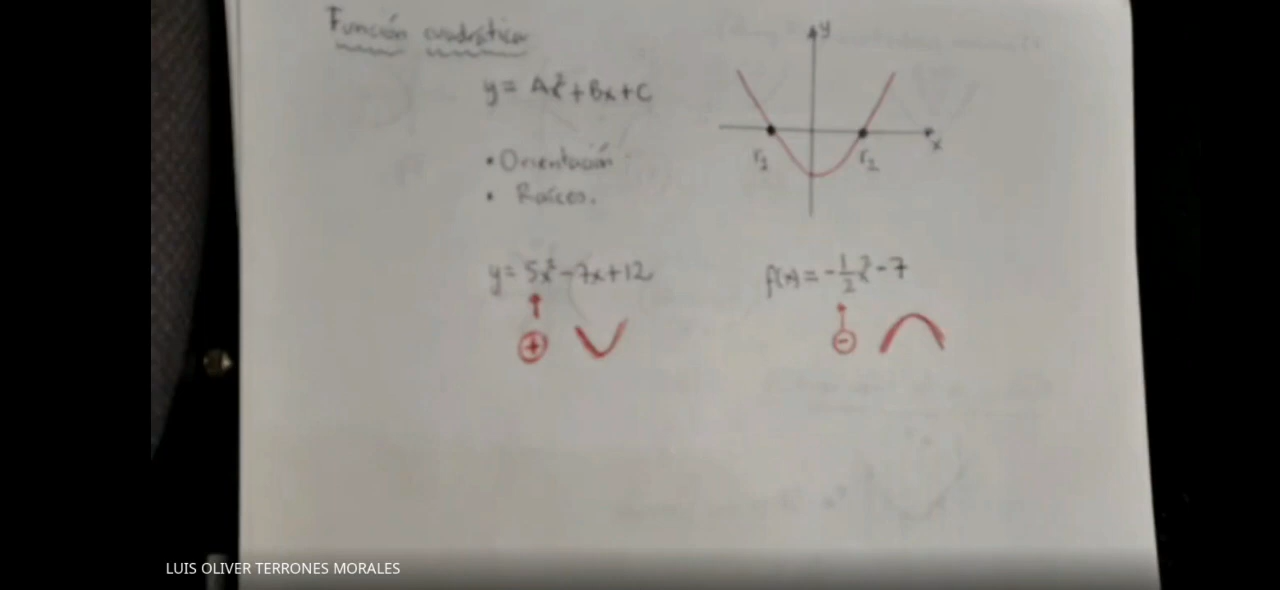 Función cuadrática
y = Ax²+Bx+C
y
x
r₁
r₂
• Orientación
• Raíces.
y= 5x²-7x+12
f(x) = -1/2x²-7
+
-
LUIS OLIVER TERRONES MORALES